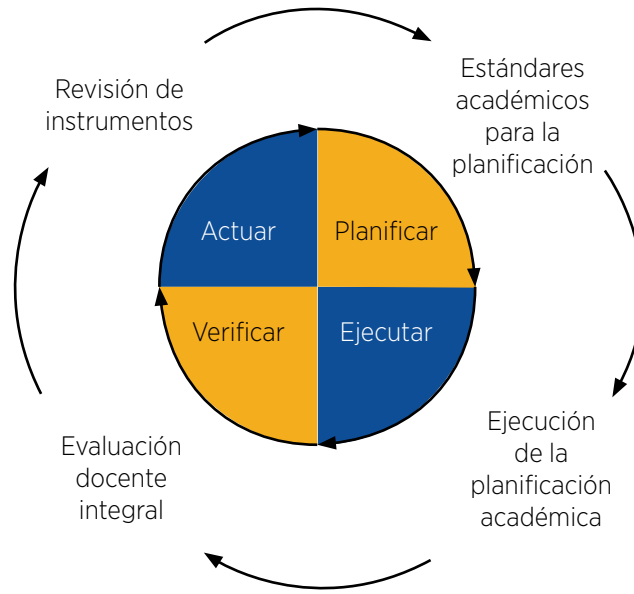 Revisión de
instrumentos
Estándares
académicos
para la
planificación
Actuar
Planificar
Verificar
Ejecutar
Evaluación
docente
integral
Ejecución
de la
planificación
académica